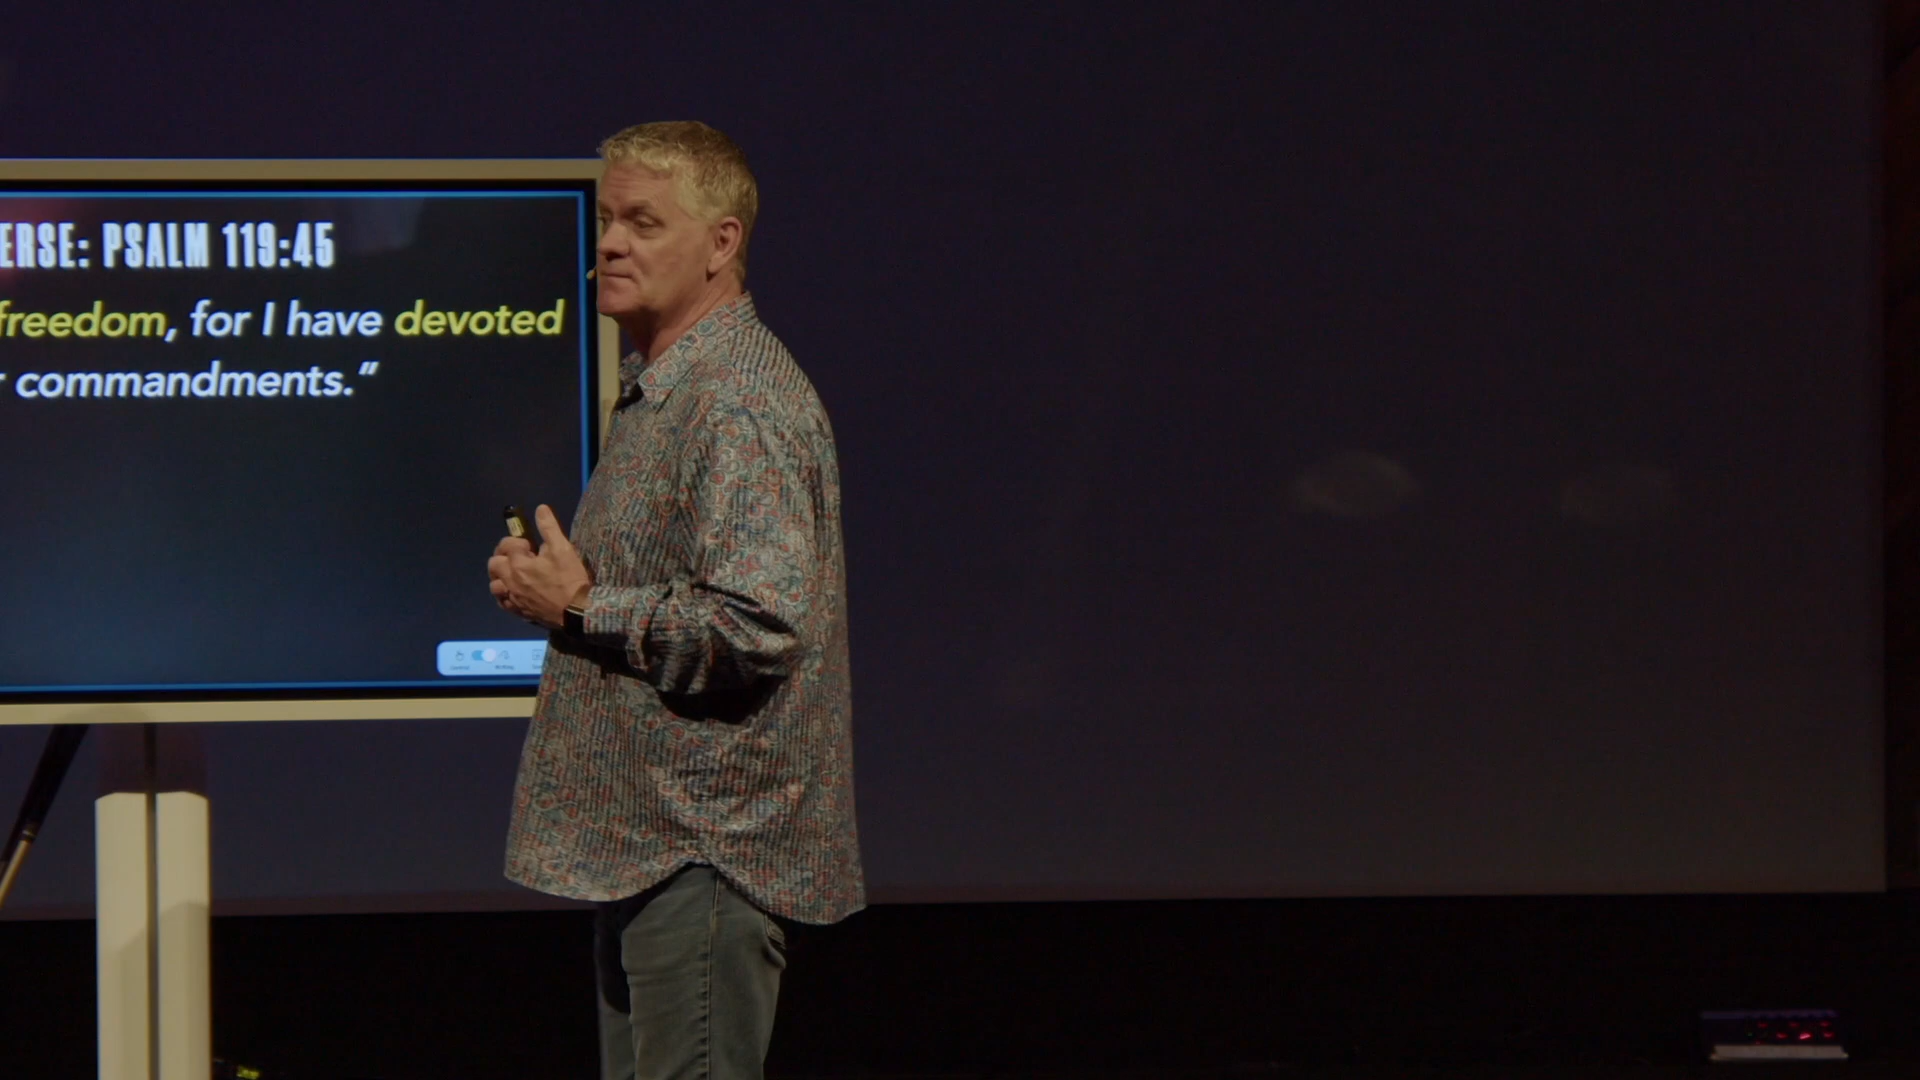 ERSE: PSALM 119:45
freedom, for I have devoted
commandments.”